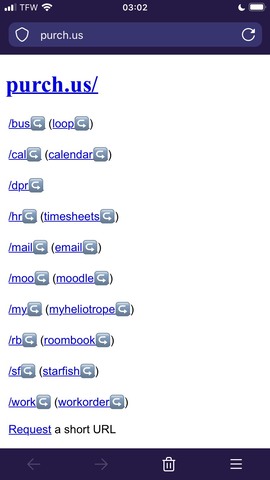 TFW 03:02
purch.us
purch.us/
/bus↪️ (loop↪️)
/cal↪️ (calendar↪️)
/dpr↪️
/hr↪️ (timesheets↪️)
/mail↪️ (email↪️)
/moo↪️ (moodle↪️)
/my↪️ (myheliotrope↪️)
/rb↪️ (roombook↪️)
/sf↪️ (starfish↪️)
/work↪️ (workorder↪️)
Request a short URL